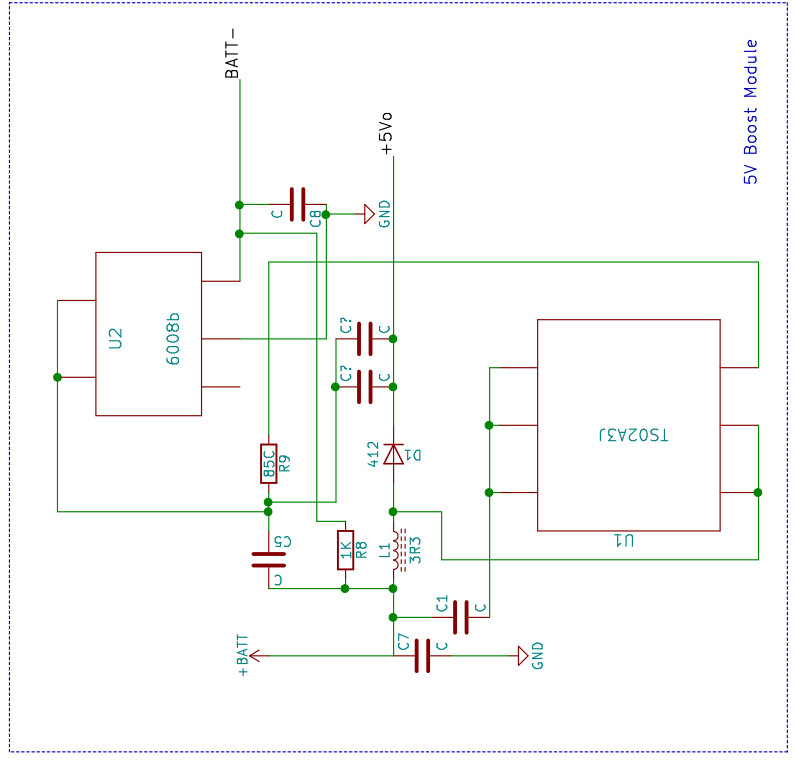 BATT-
5V Boost Module
+5Vo
C
C8
GND
U2
6008b
C?
C
C?
C
TS02A3J
U1
412
D1
85C
R9
C5
C
1K
R8
L1
3R3
C1
C
C7
C
+BATT
GND